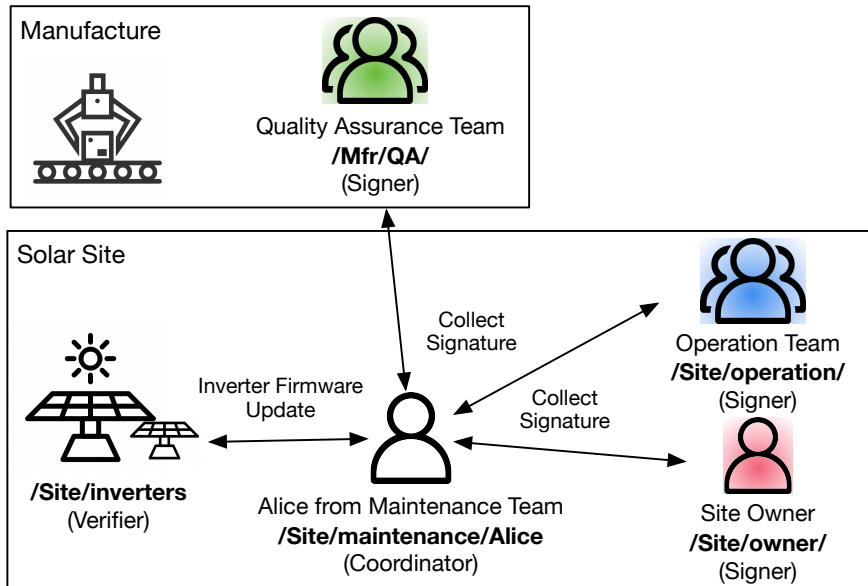 Manufacture
Quality Assurance Team
/Mfr/QA/
(Signer)
Solar Site
Collect
Signature
Operation Team
/Site/operation/
(Signer)
Inverter Firmware
Update
Collect
Signature
/Site/inverters
(Verifier)
Alice from Maintenance Team
/Site/maintenance/Alice
(Coordinator)
Site Owner
/Site/owner/
(Signer)